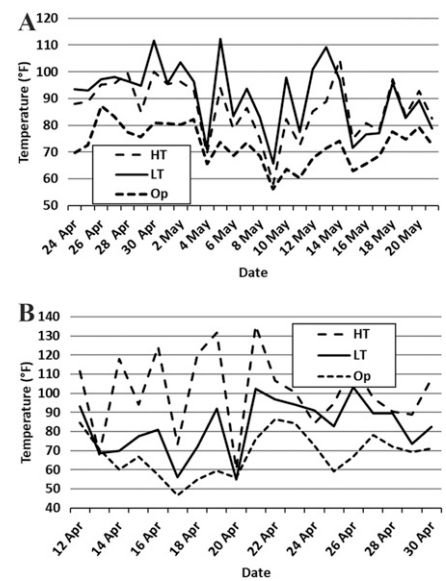 A
120
110
100
90
80
70
60
50
Temperature (°F)
HT
LT
Op
24 Apr
26 Apr
28 Apr
30 Apr
2 May
4 May
6 May
8 May
10 May
12 May
14 May
16 May
18 May
20 May
Date
B
140
130
120
110
100
90
80
70
60
50
40
Temperature (°F)
HT
LT
Op
12 Apr
14 Apr
16 Apr
18 Apr
20 Apr
22 Apr
24 Apr
26 Apr
28 Apr
30 Apr
Date